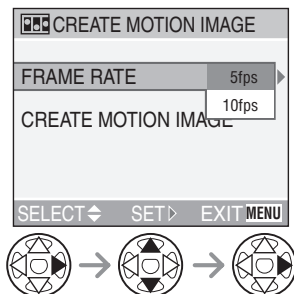 CREATE MOTION IMAGE
FRAME RATE 5fps
10fps
CREATE MOTION IMAGE
SELECT SET EXIT MENU